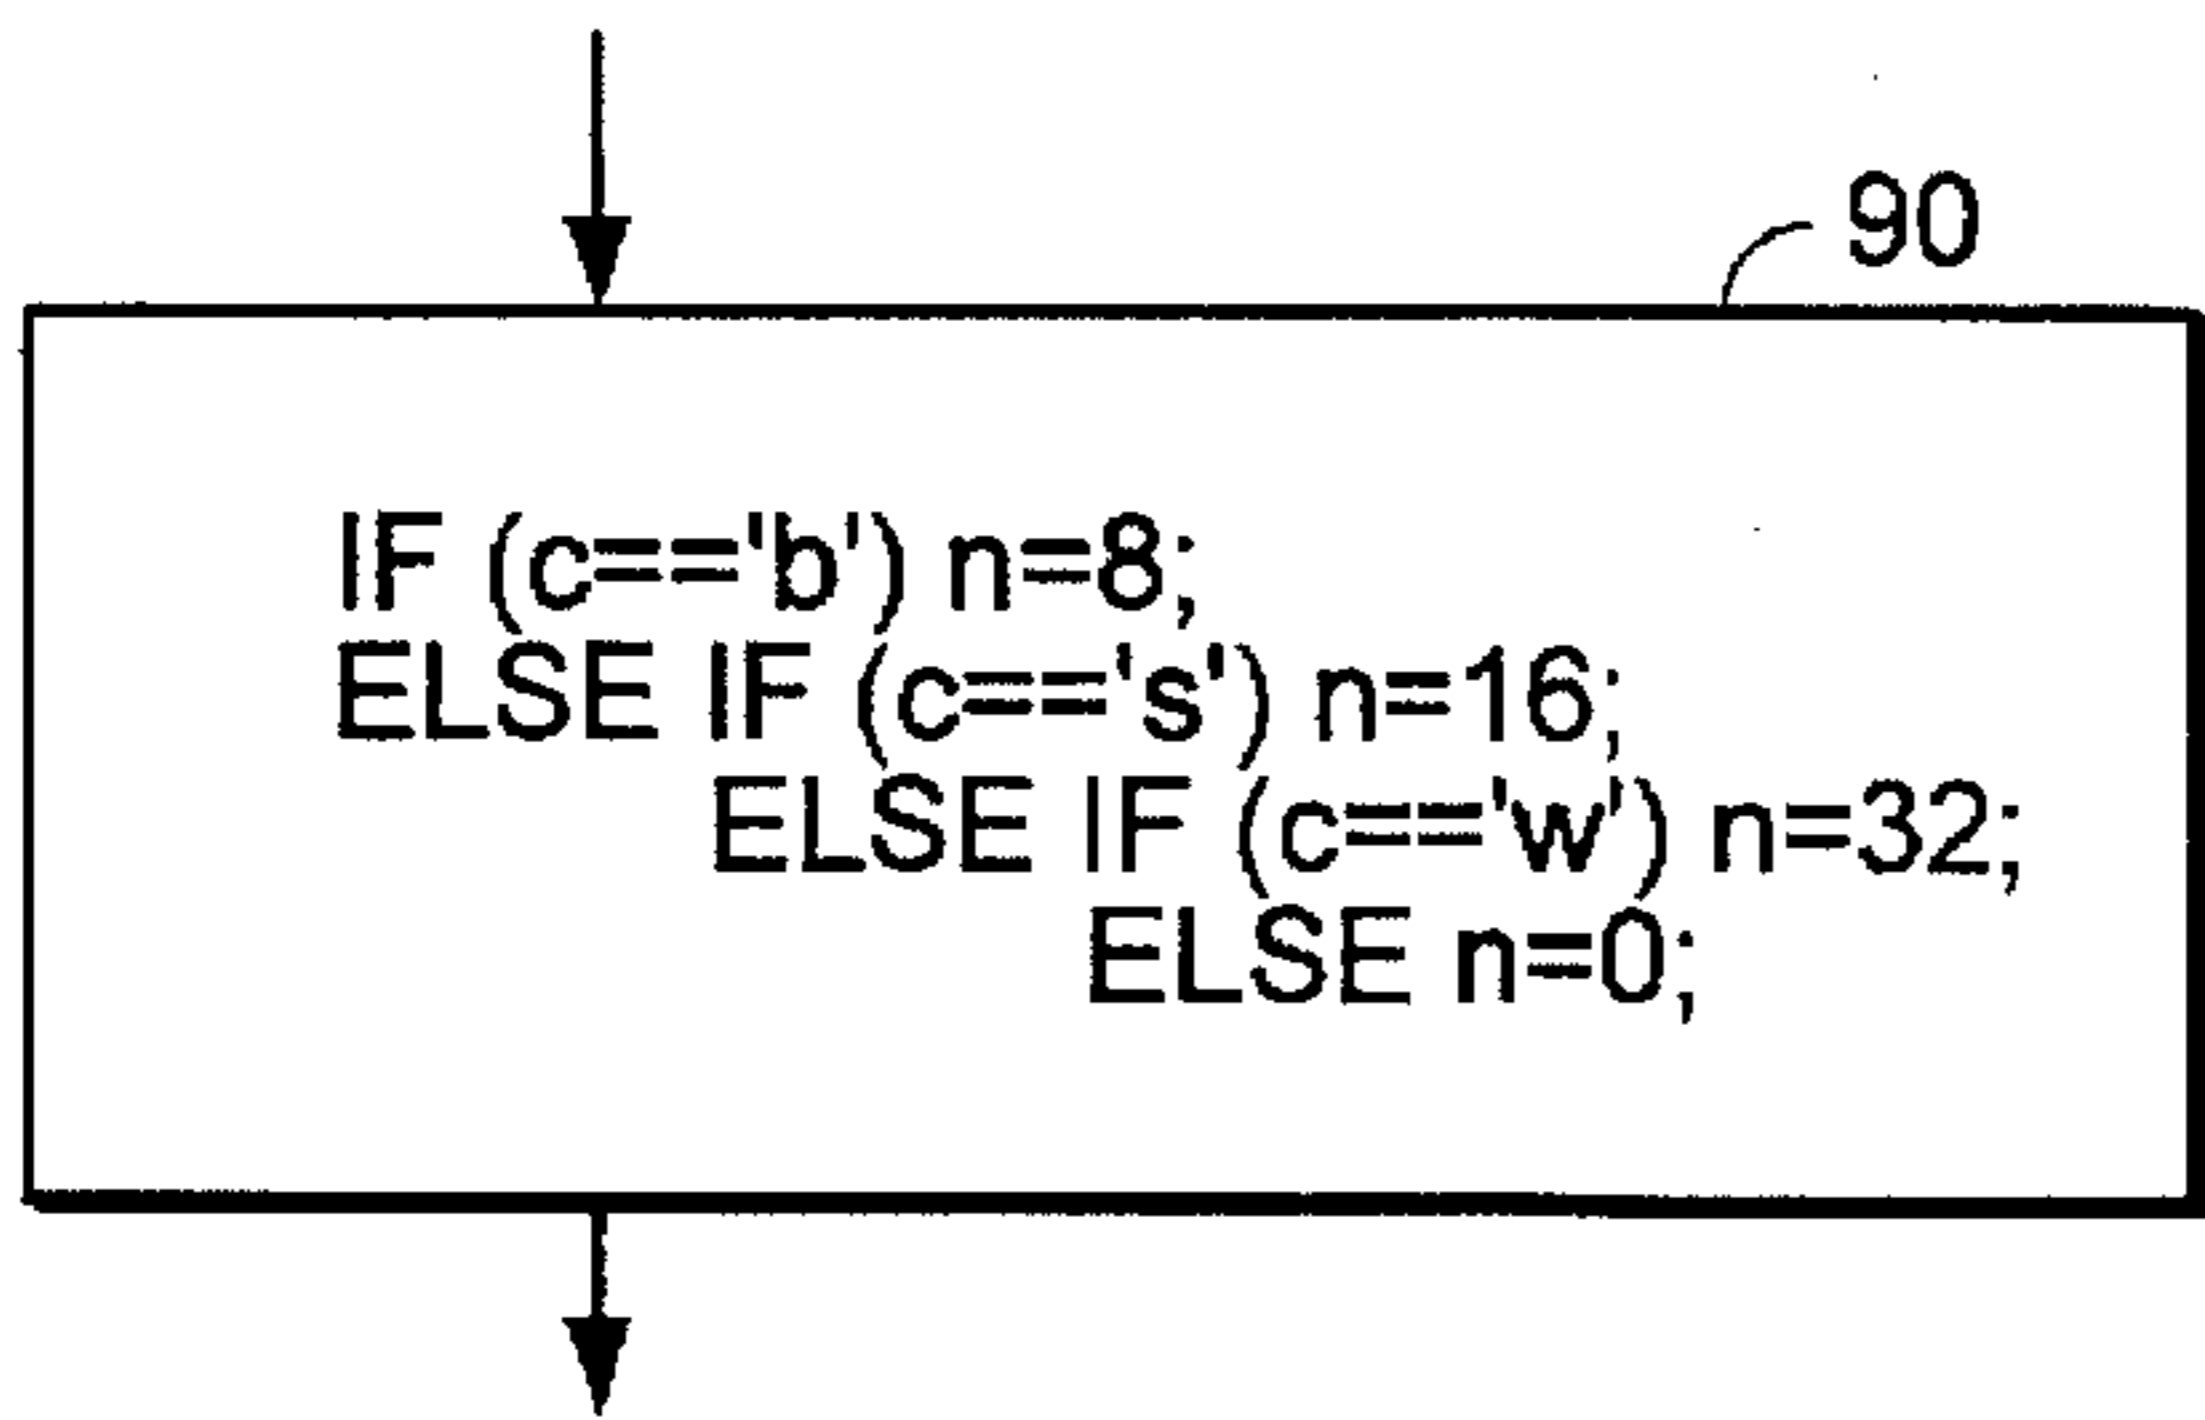 90
IF (c=='b') n=8;
ELSE IF (c=='s') n=16;
ELSE IF (c=='w') n=32;
ELSE n=0;